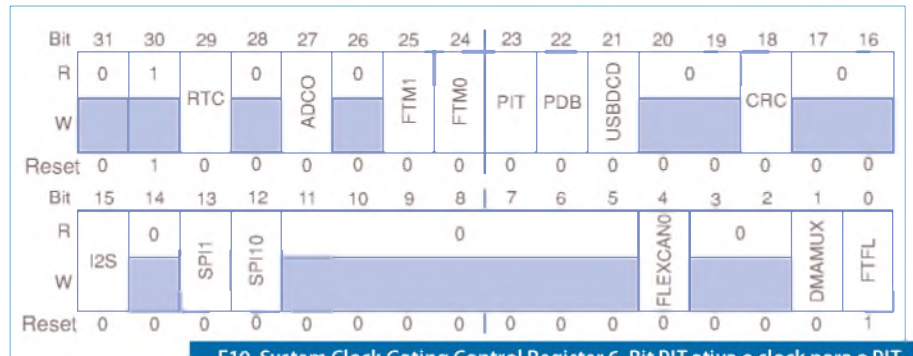 Bit 31 30 29 28 27 26 25 24 23 22 21 20 19 18 17 16
R 0 1 RTC 0 ADCO 0 FTM1 FTM0 PIT PDB USBDCD 0 CRC 0
W
Reset 0 1 0 0 0 0 0 0 0 0 0 0 0 0 0 0
Bit 15 14 13 12 11 10 9 8 7 6 5 4 3 2 1 0
R I2S 0 SPI1 SPI10 0 FLEXCAN0 0 DMAMUX FTFL
W
Reset 0 0 0 0 0 0 0 0 0 0 0 0 0 0 0 1
F10. System Clock Gating Control Register 6. Bit PIT ativa o clock para o PIT